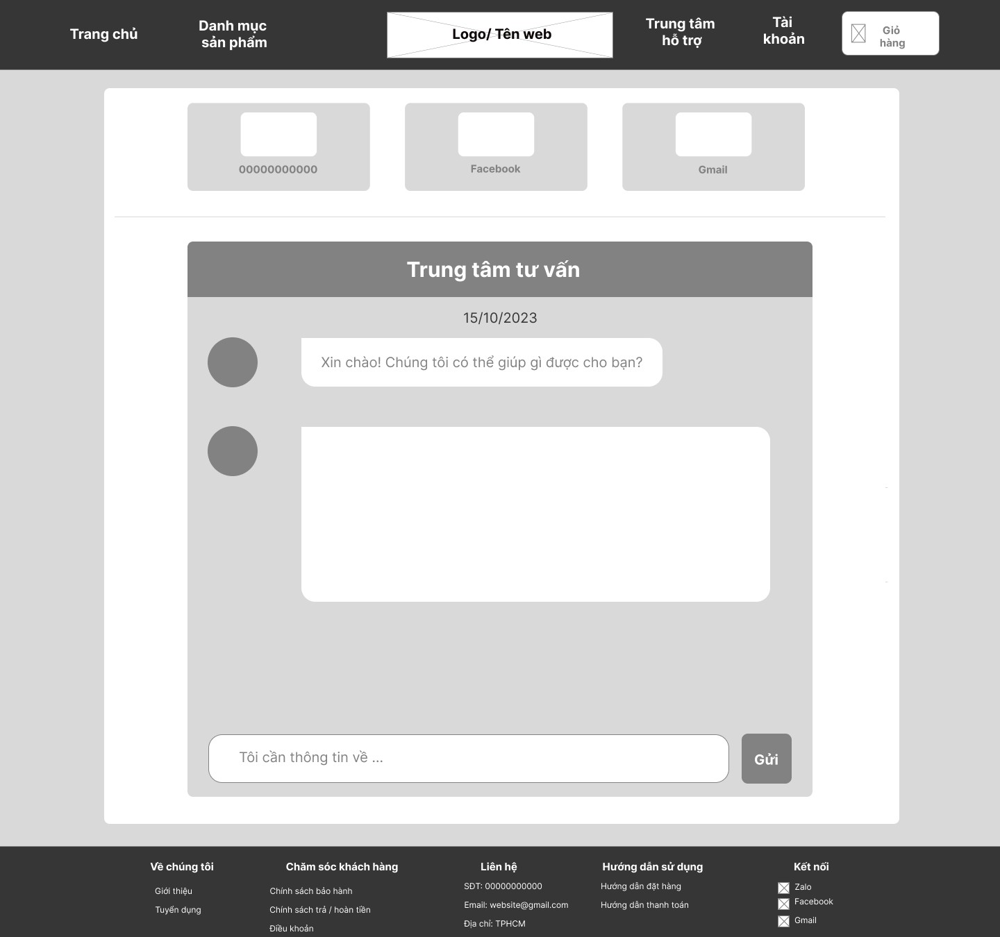 Trang chủ
Danh mục
sản phẩm
Logo/ Tên web
Trung tâm
hỗ trợ
Tài
khoản
Giỏ
hàng
00000000000
Facebook
Gmail
Trung tâm tư vấn
15/10/2023
Xin chào! Chúng tôi có thể giúp gì được cho bạn?
Tôi cần thông tin về ...
Gửi
Về chúng tôi
Giới thiệu
Tuyển dụng
Chăm sóc khách hàng
Chính sách bảo hành
Chính sách trả / hoàn tiền
Điều khoản
Liên hệ
SĐT: 00000000000
Email: website@gmail.com
Địa chỉ: TPHCM
Hướng dẫn sử dụng
Hướng dẫn đặt hàng
Hướng dẫn thanh toán
Kết nối
Zalo
Facebook
Gmail